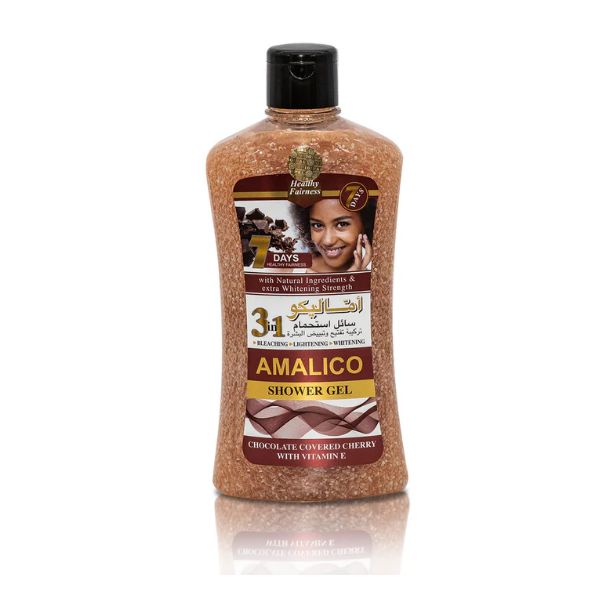 Healthy
Fairness
7
DAYS
7
DAYS
HEALTHY FAIRNESS
with Natural Ingredients &
extra Whitening Strength
أماليكو
3in1
سائل استحمام
تركيبة تفتيح وتبييض البشرة
BLEACHING LIGHTENING WHITENING
AMALICO
SHOWER GEL
CHOCOLATE COVERED CHERRY
WITH VITAMIN E